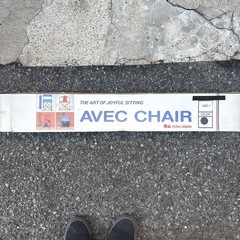 THE ART OF JOYFUL SITTING
AVEC CHAIR